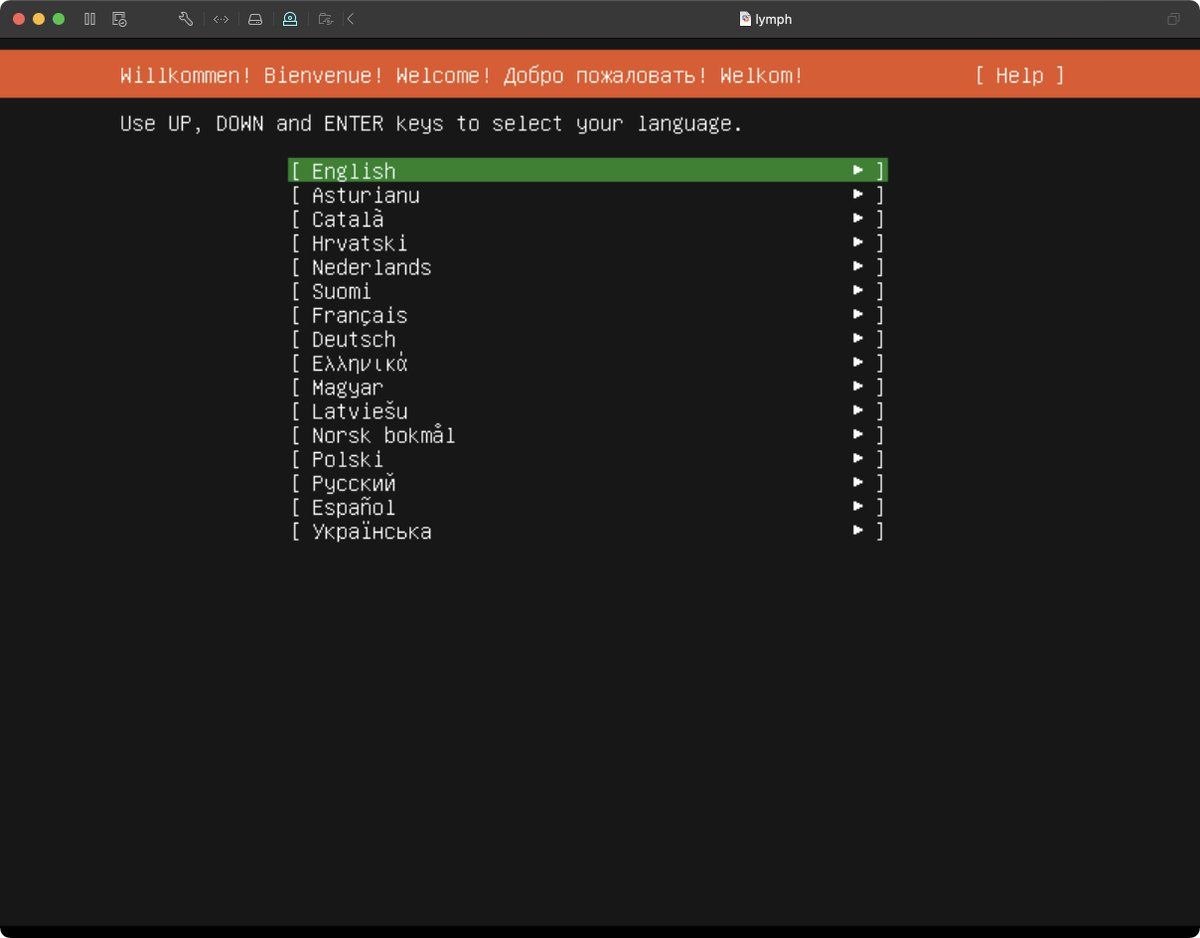 lymph
Willkommen! Bienvenue! Welcome! Добро пожаловать! Welkom! [ Help ]
Use UP, DOWN and ENTER keys to select your language.
[ English ► ]
[ Asturianu ► ]
[ Català ► ]
[ Hrvatski ► ]
[ Nederlands ► ]
[ Suomi ► ]
[ Français ► ]
[ Deutsch ► ]
[ Ελληνικά ► ]
[ Magyar ► ]
[ Latviešu ► ]
[ Norsk bokmål ► ]
[ Polski ► ]
[ Русский ► ]
[ Español ► ]
[ Українська ► ]